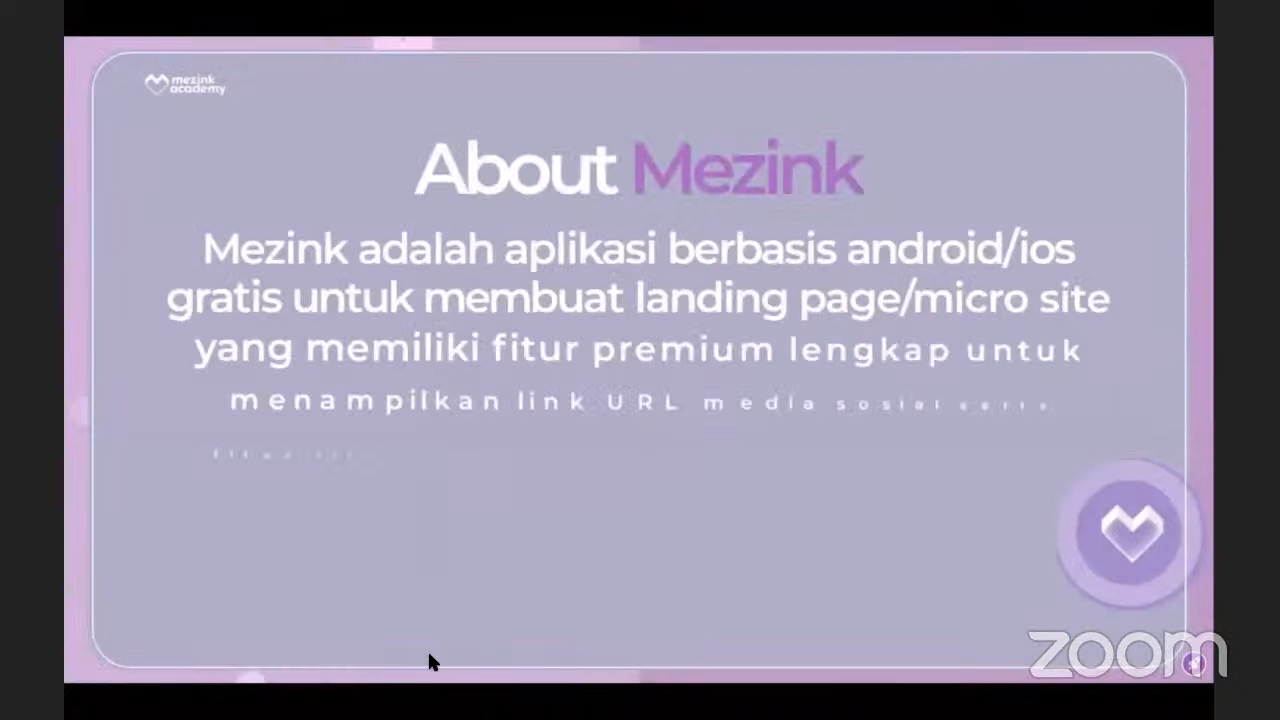 mezink
academy
About Mezink
Mezink adalah aplikasi berbasis android/ios
gratis untuk membuat landing page/micro site
yang memiliki fitur premium lengkap untuk
menampilkan link URL media sosial
zoom